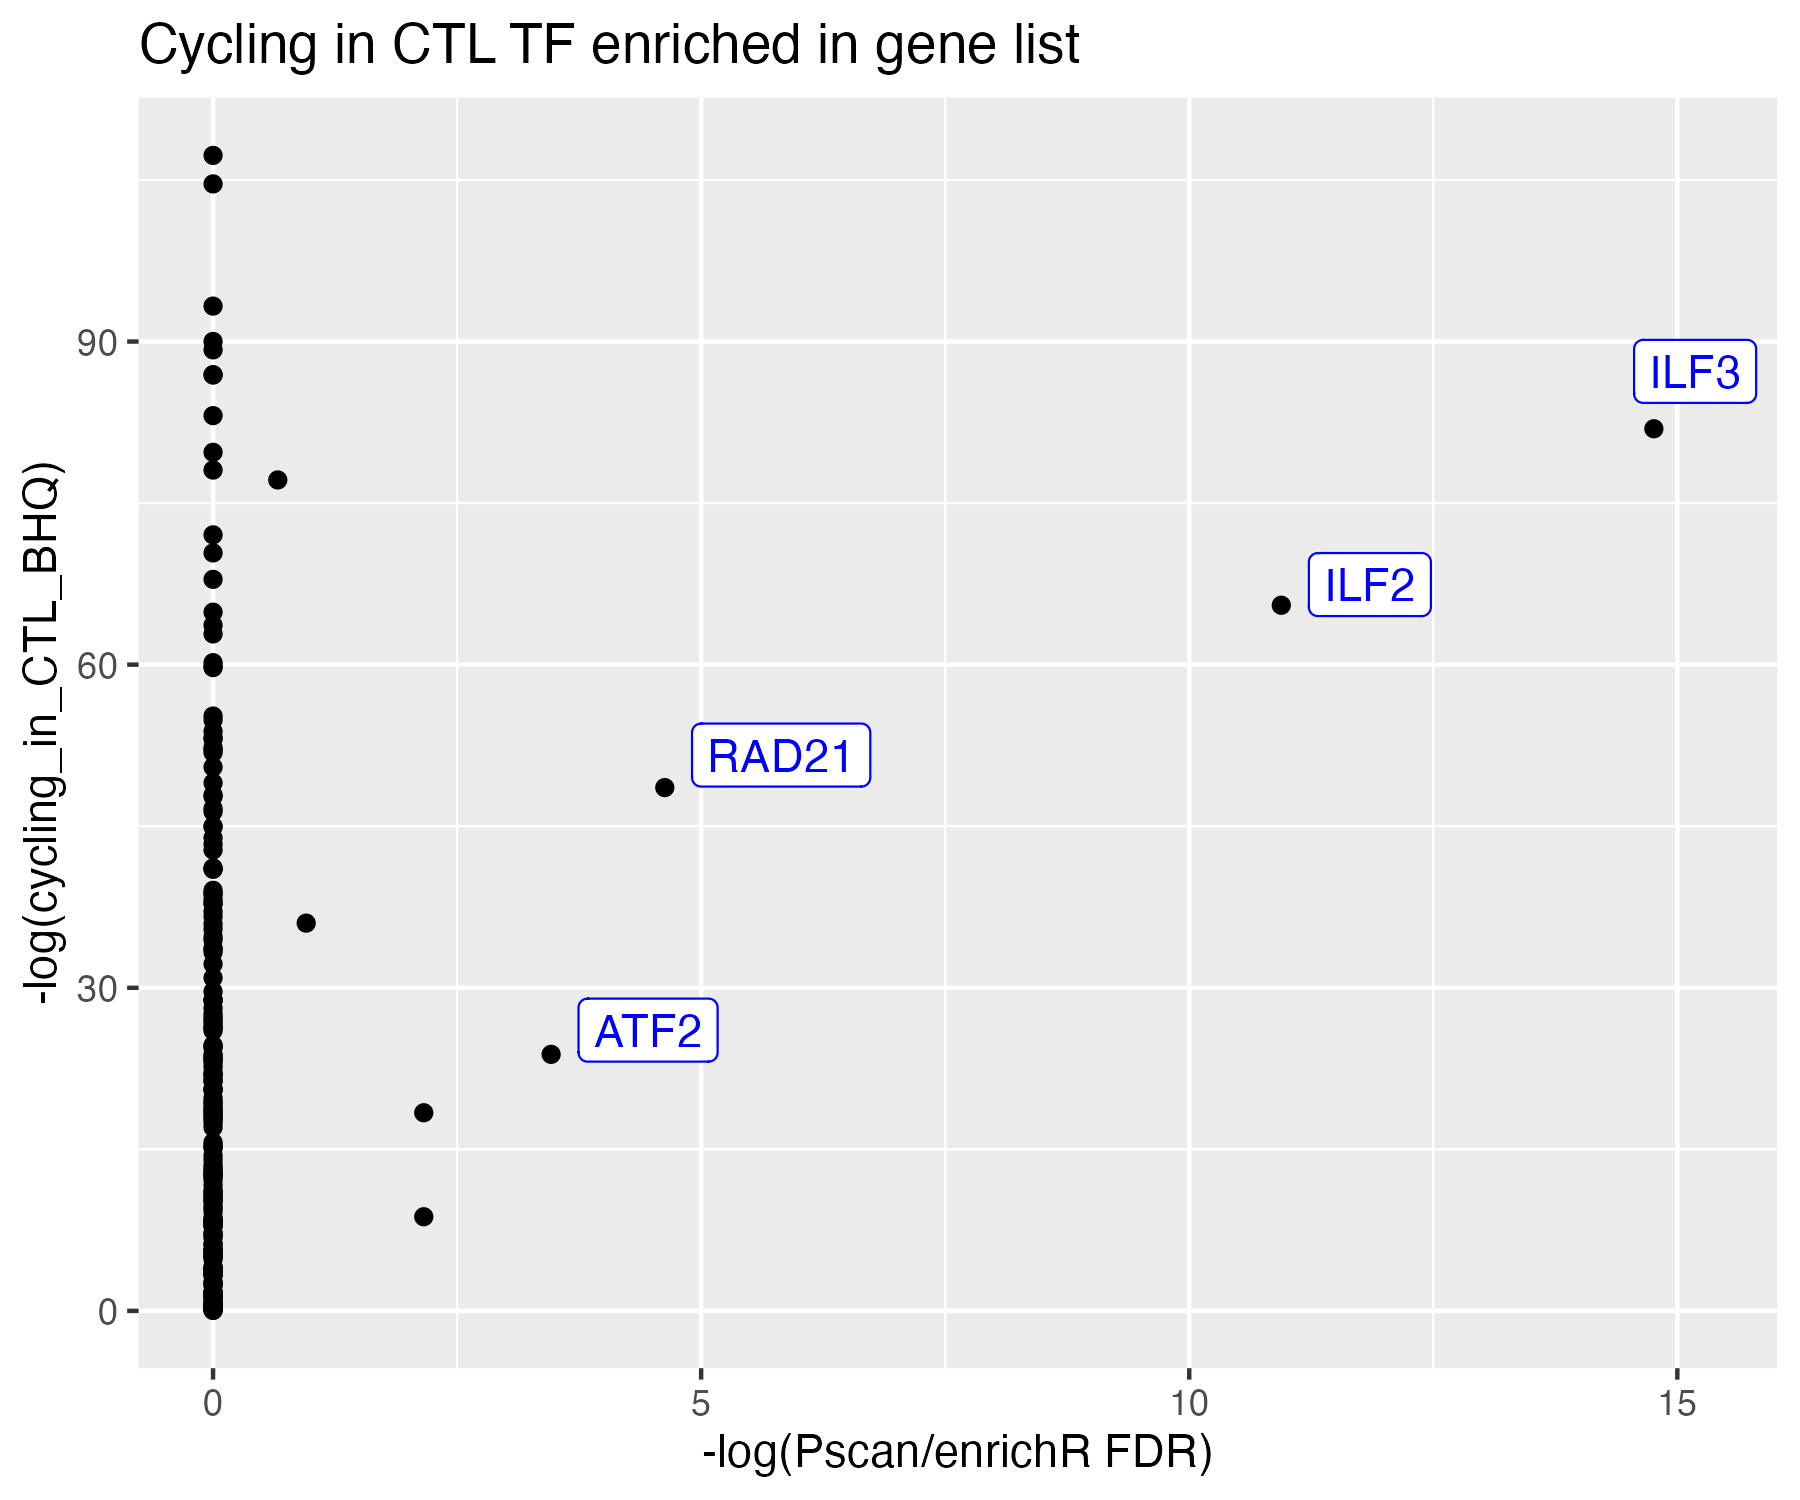 Cycling in CTL TF enriched in gene list
-log(cycling_in_CTL_BHQ)
90
60
30
0
ILF3
ILF2
RAD21
ATF2
0 5 10 15
-log(Pscan/enrichR FDR)